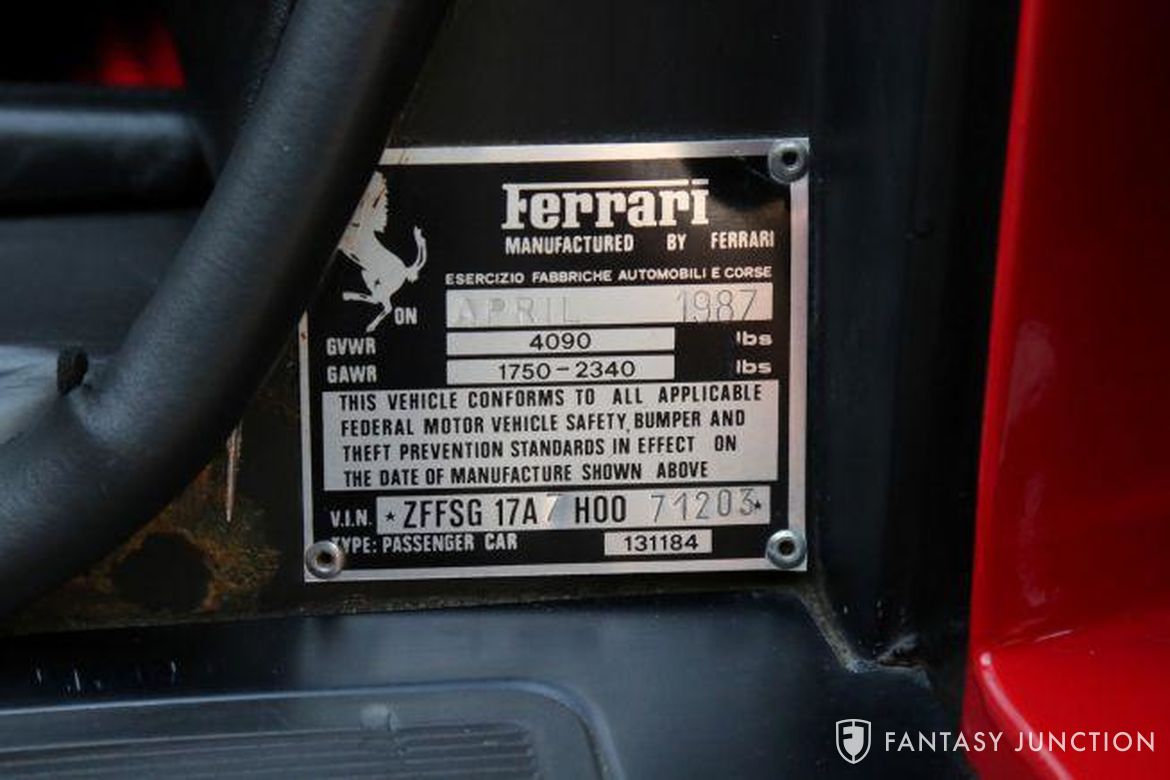 Ferrari
MANUFACTURED BY FERRARI
ESERCIZIO FABBRICHE AUTOMOBILI E CORSE
ON APRIL 1987
GVWR 4090 lbs
GAWR 1750-2340 lbs
THIS VEHICLE CONFORMS TO ALL APPLICABLE
FEDERAL MOTOR VEHICLE SAFETY, BUMPER AND
THEFT PREVENTION STANDARDS IN EFFECT ON
THE DATE OF MANUFACTURE SHOWN ABOVE
V.I.N. * ZFFSG 17A7 H00 71203 *
TYPE: PASSENGER CAR 131184
FANTASY JUNCTION